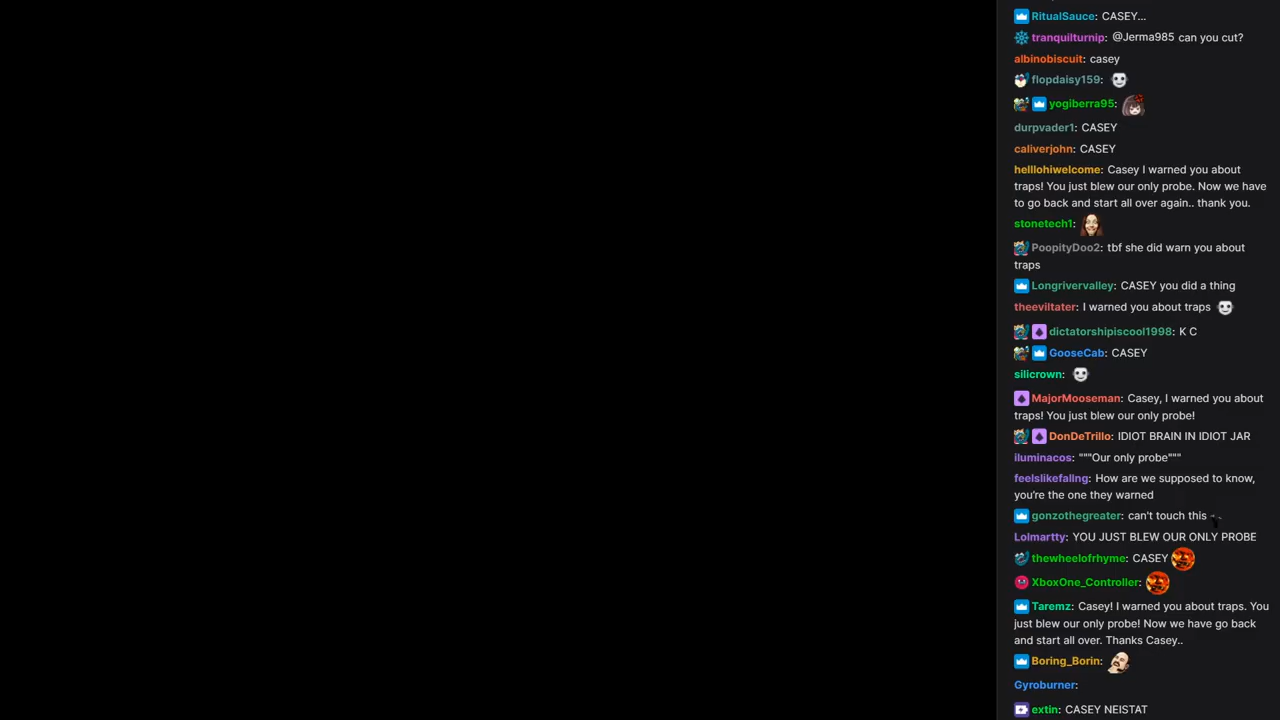 RitualSauce: CASEY...
tranquilturnip: @Jerma985 can you cut?
albinobiscuit: casey
flopdaisy159:
yogiberra95:
durpvader1: CASEY
caliverjohn: CASEY
helllohiwelcome: Casey I warned you about
traps! You just blew our only probe. Now we have
to go back and start all over again.. thank you.
stonetech1:
PoopityDoo2: tbf she did warn you about
traps
Longrivervalley: CASEY you did a thing
theeviltater: I warned you about traps
dictatorshipiscool1998: K C
GooseCab: CASEY
silicrown:
MajorMooseman: Casey, I warned you about
traps! You just blew our only probe!
DonDeTrillo: IDIOT BRAIN IN IDIOT JAR
iluminacos: """Our only probe"""
feelslikefallng: How are we supposed to know,
you're the one they warned
gonzothegreater: can't touch this
Lolmartty: YOU JUST BLEW OUR ONLY PROBE
thewheelofrhyme: CASEY
XboxOne_Controller:
Taremz: Casey! I warned you about traps. You
just blew our only probe! Now we have go back
and start all over. Thanks Casey..
Boring_Borin:
Gyroburner:
extin: CASEY NEISTAT